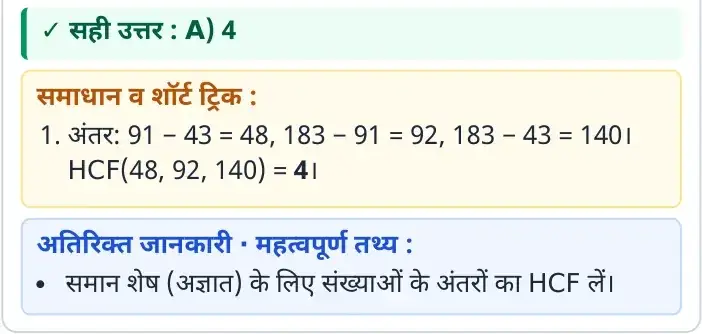 ✓ सही उत्तर : A) 4
समाधान व शॉर्ट ट्रिक :
1. अंतर: 91 − 43 = 48, 183 − 91 = 92, 183 − 43 = 140।
HCF(48, 92, 140) = 4।
अतिरिक्त जानकारी · महत्वपूर्ण तथ्य :
• समान शेष (अज्ञात) के लिए संख्याओं के अंतरों का HCF लें।